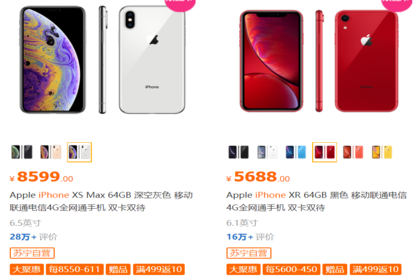 iPhone
¥8599.00
Apple iPhone XS Max 64GB 深空灰色 移动
联通电信4G全网通手机 双卡双待
6.5英寸
28万+ 评价
苏宁自营
大聚惠 每8550-611 赠品 满499返10
¥5688.00
Apple iPhone XR 64GB 黑色 移动联通电信
4G全网通手机 双卡双待
6.1英寸
16万+ 评价
苏宁自营
大聚惠 每5600-450 赠品 满499返10